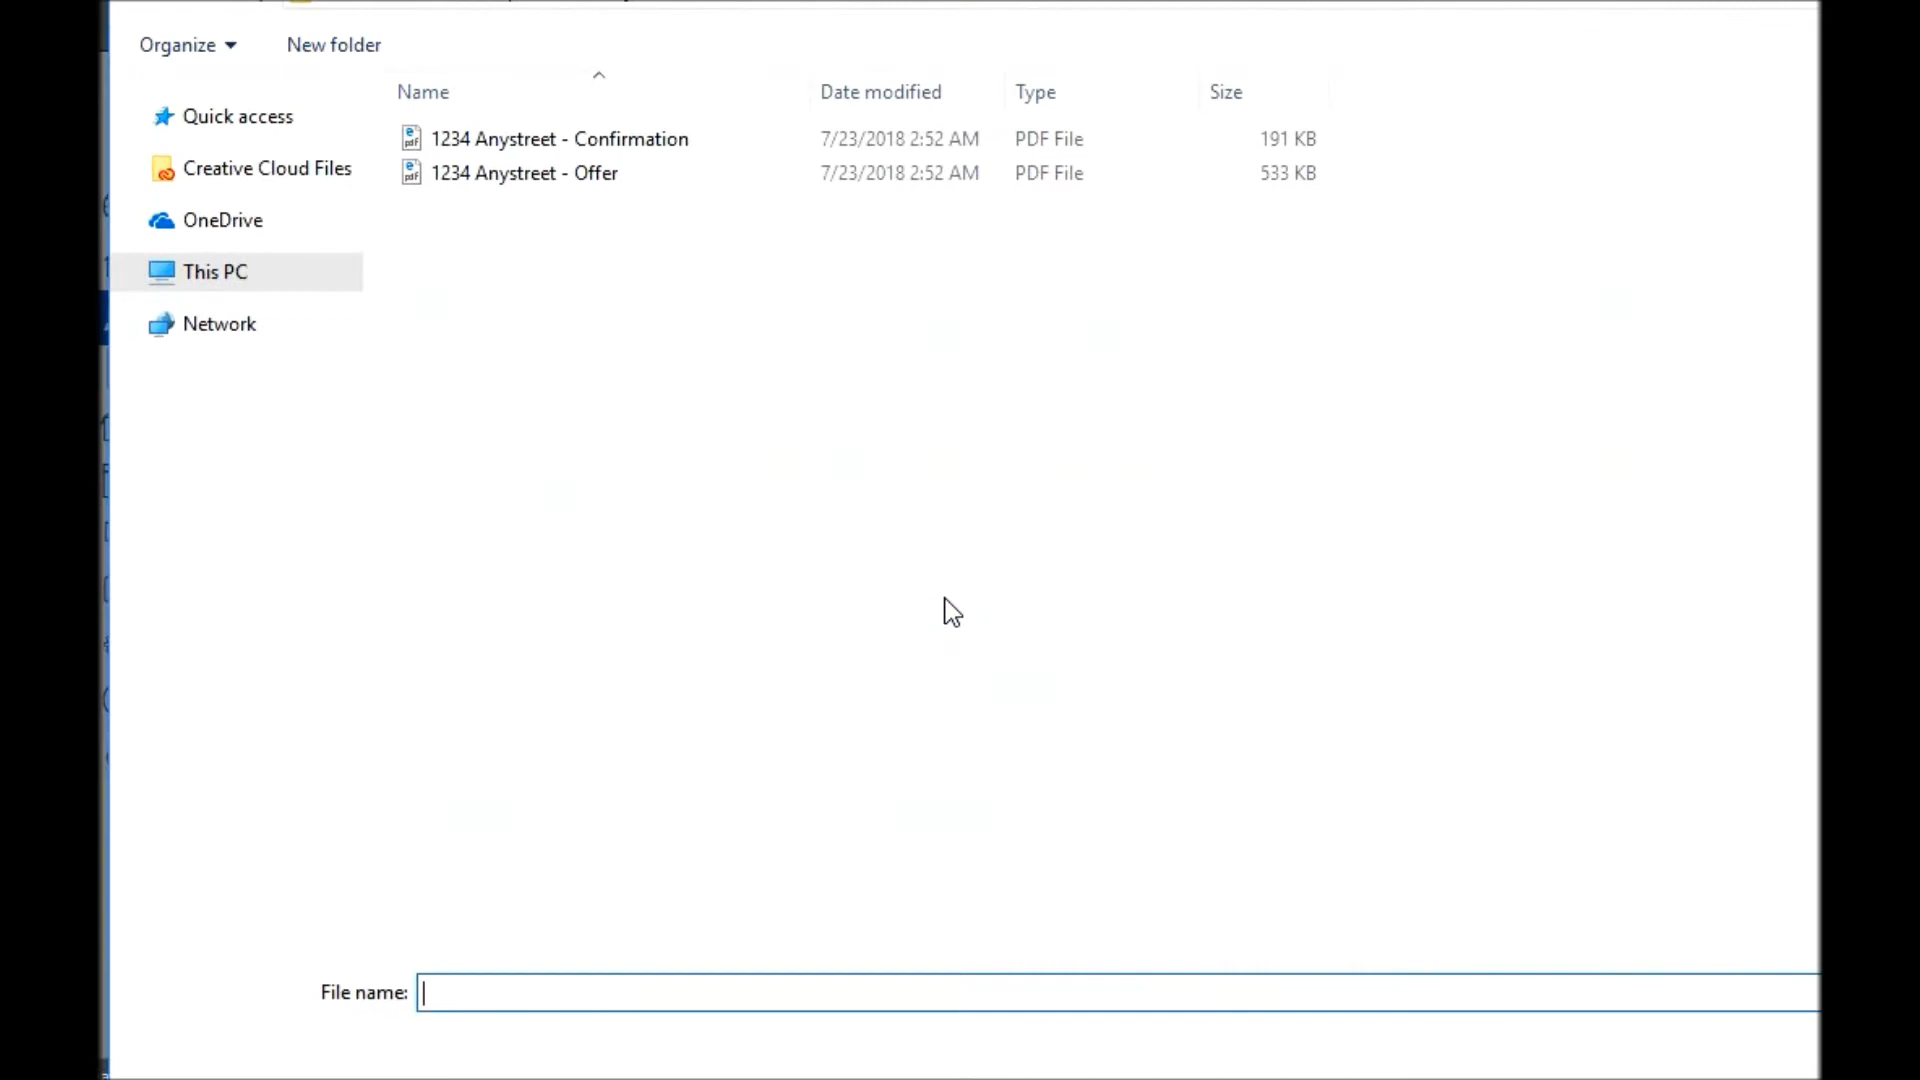 Organize New folder
Name Date modified Type Size
Quick access
Creative Cloud Files
OneDrive
This PC
Network
1234 Anystreet - Confirmation 7/23/2018 2:52 AM PDF File 191 KB
1234 Anystreet - Offer 7/23/2018 2:52 AM PDF File 533 KB
File name: